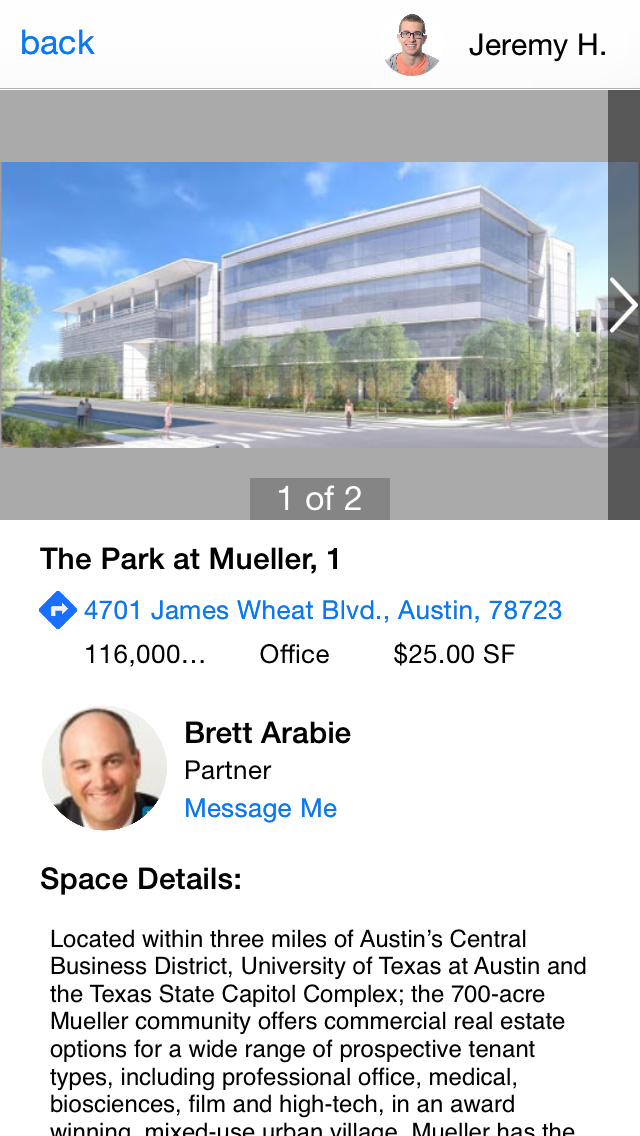 back
Jeremy H.
1 of 2
The Park at Mueller, 1
4701 James Wheat Blvd., Austin, 78723
116,000... Office $25.00 SF
Brett Arabie
Partner
Message Me
Space Details:
Located within three miles of Austin’s Central
Business District, University of Texas at Austin and
the Texas State Capitol Complex; the 700-acre
Mueller community offers commercial real estate
options for a wide range of prospective tenant
types, including professional office, medical,
biosciences, film and high-tech, in an award
winning, mixed-use urban village. Mueller has the